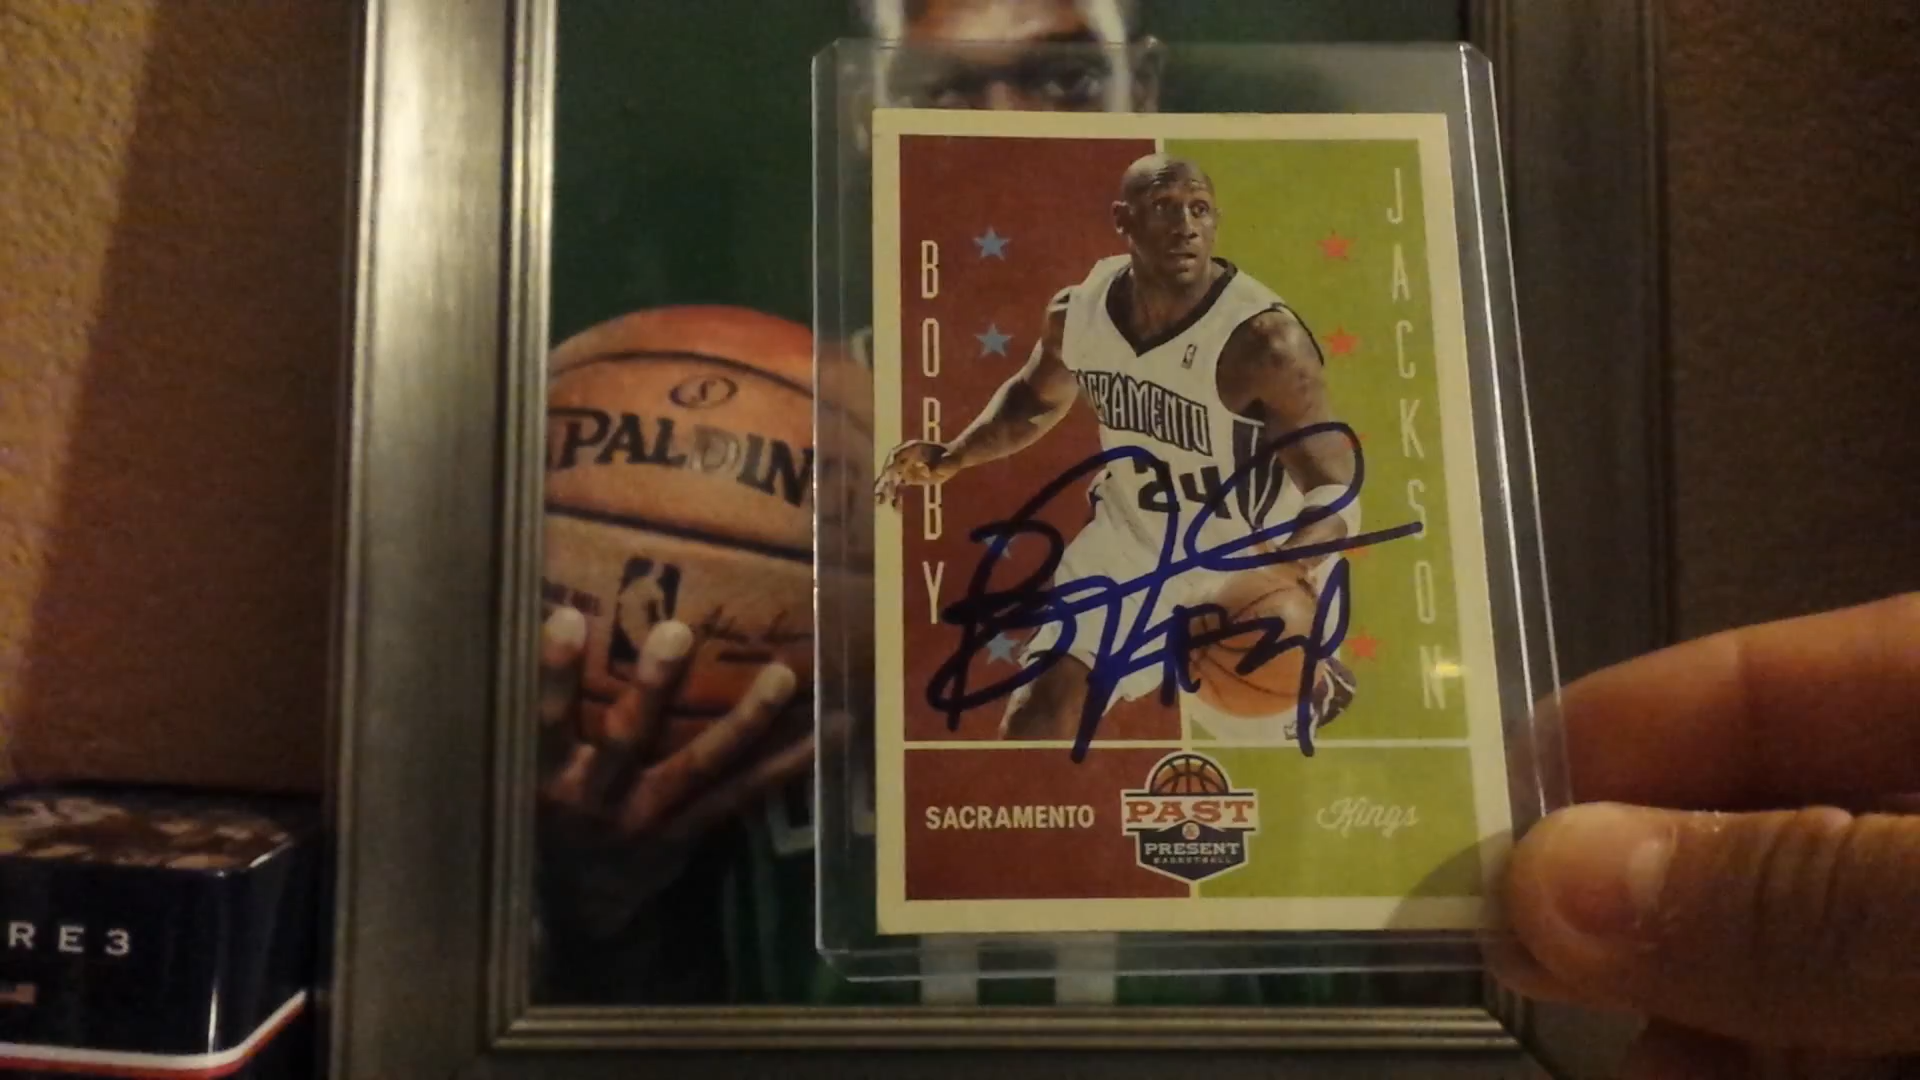 BOBBY
JACKSON
SACRAMENTO
24
SACRAMENTO
PAST
&
PRESENT
BASKETBALL
Kings
SPALDING
RE3